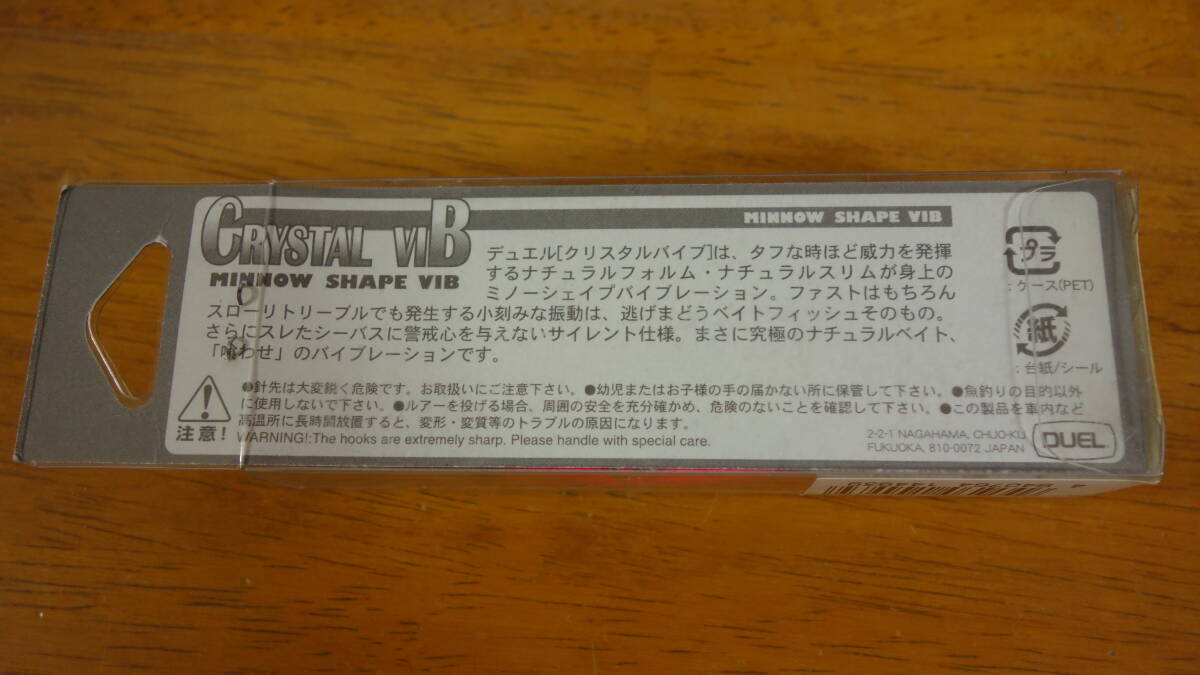 CRYSTAL VIB
MINNOW SHAPE VIB
MINNOW SHAPE VIB
デュエル[クリスタルバイブ]は、タフな時ほど威力を発揮
するナチュラルフォルム・ナチュラルスリムが身上の
ミノーシェイプバイブレーション。ファストはもちろん
スローリトリーブルでも発生する小刻みな振動は、逃げまどうベイトフィッシュそのもの。
さらにスレたシーバスに警戒心を与えないサイレント仕様。まさに究極のナチュラルベイト、
「喰わせ」のバイブレーションです。
プラ
:ケース(PET)
紙
:台紙/シール
注意!
●針先は大変鋭く危険です。お取扱いにご注意下さい。●幼児またはお子様の手の届かない所に保管して下さい。●魚釣りの目的以外
に使用しないで下さい。●ルアーを投げる場合、周囲の安全を充分確かめ、危険のないことを確認して下さい。●この製品を車内など
高温所に長時間放置すると、変形・変質等のトラブルの原因になります。
WARNING!:The hooks are extremely sharp. Please handle with special care.
2-2-1 NAGAHAMA, CHUO-KU,
FUKUOKA, 810-0072 JAPAN
DUEL